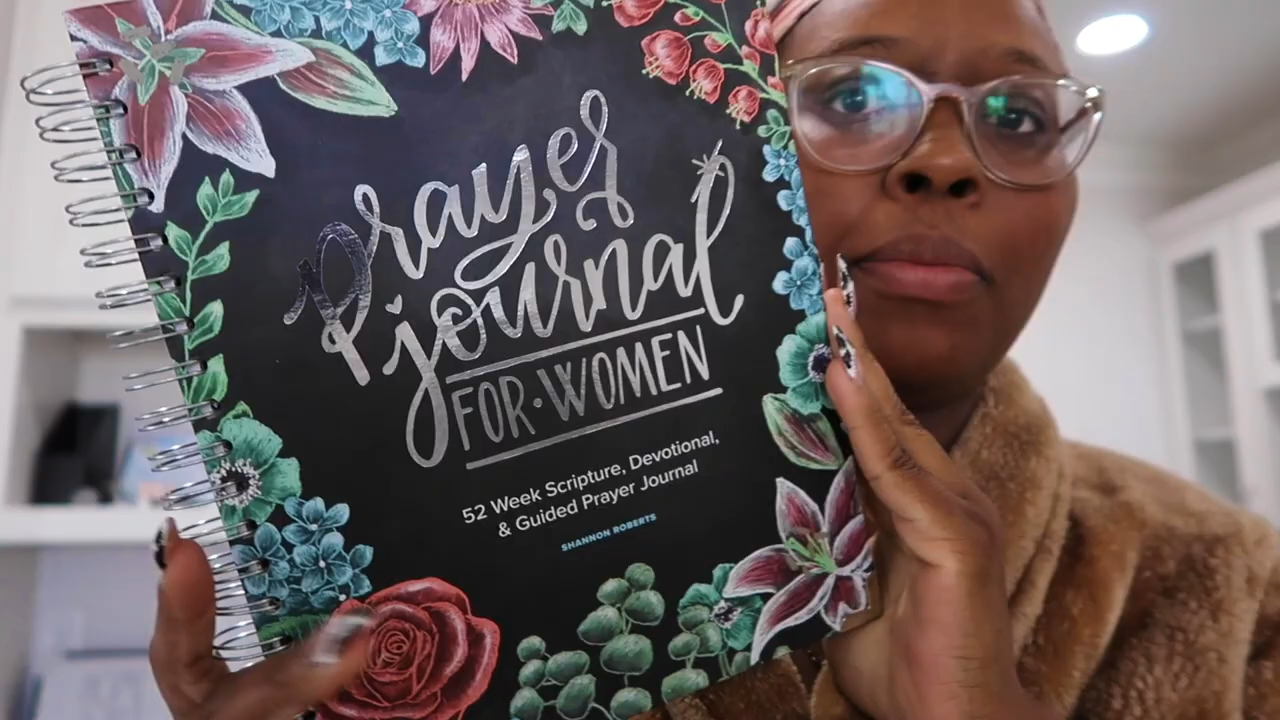 Prayer
journal
FOR·WOMEN
52 Week Scripture, Devotional,
& Guided Prayer Journal
SHANNON ROBERTS